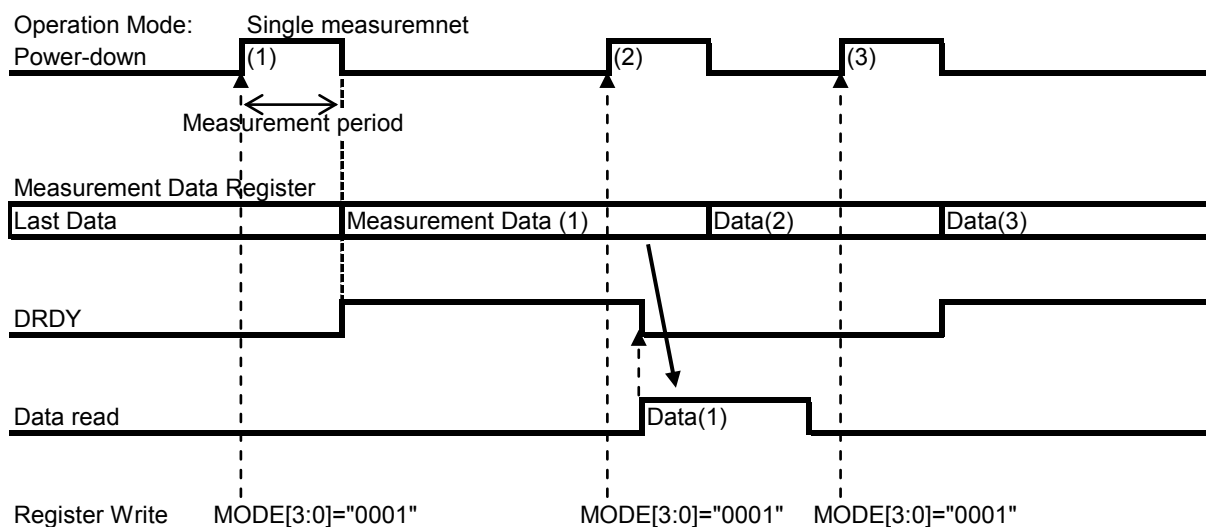 Operation Mode: Single measuremnet
Power-down (1) (2) (3)
Measurement period
Measurement Data Register
Last Data Measurement Data (1) Data(2) Data(3)
DRDY
Data read Data(1)
Register Write MODE[3:0]="0001" MODE[3:0]="0001" MODE[3:0]="0001"